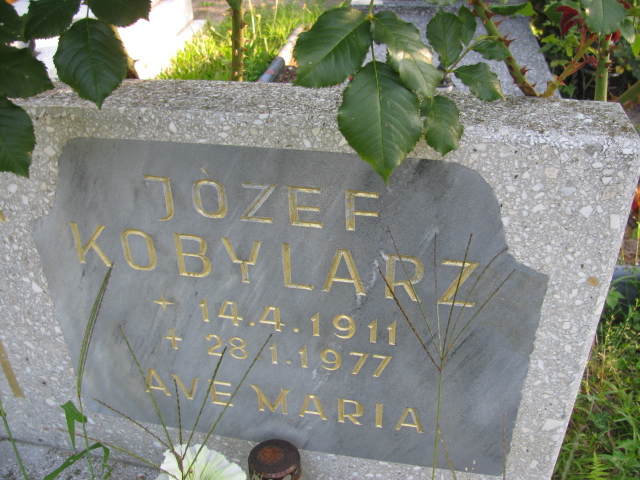 JÓZEF
KOBYLARZ
* 14.4.1911
+ 28.1.1977
AVE MARIA